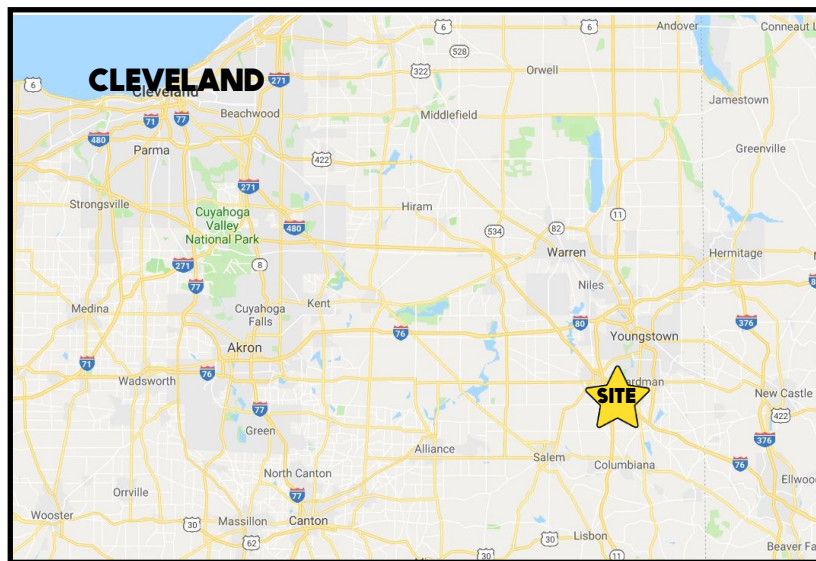 6
6
Andover
Conneaut L
528
CLEVELAND
Cleveland
271
322
Orwell
6
Jamestown
Beachwood
Middlefield
71
77
480
Parma
422
Greenville
271
Strongsville
Cuyahoga
Valley
National Park
Hiram
480
534
82
11
Warren
Hermitage
271
8
77
Niles
8
Medina
Cuyahoga
Falls
Kent
76
80
376
Youngstown
Akron
71
76
Wadsworth
ardman
SITE
New Castle
422
77
Green
376
Alliance
Salem
Columbiana
76
North Canton
Ellwoo
77
Orrville
Wooster
30
Massillon
Canton
62
30
Lisbon
30
11
Beaver Fa